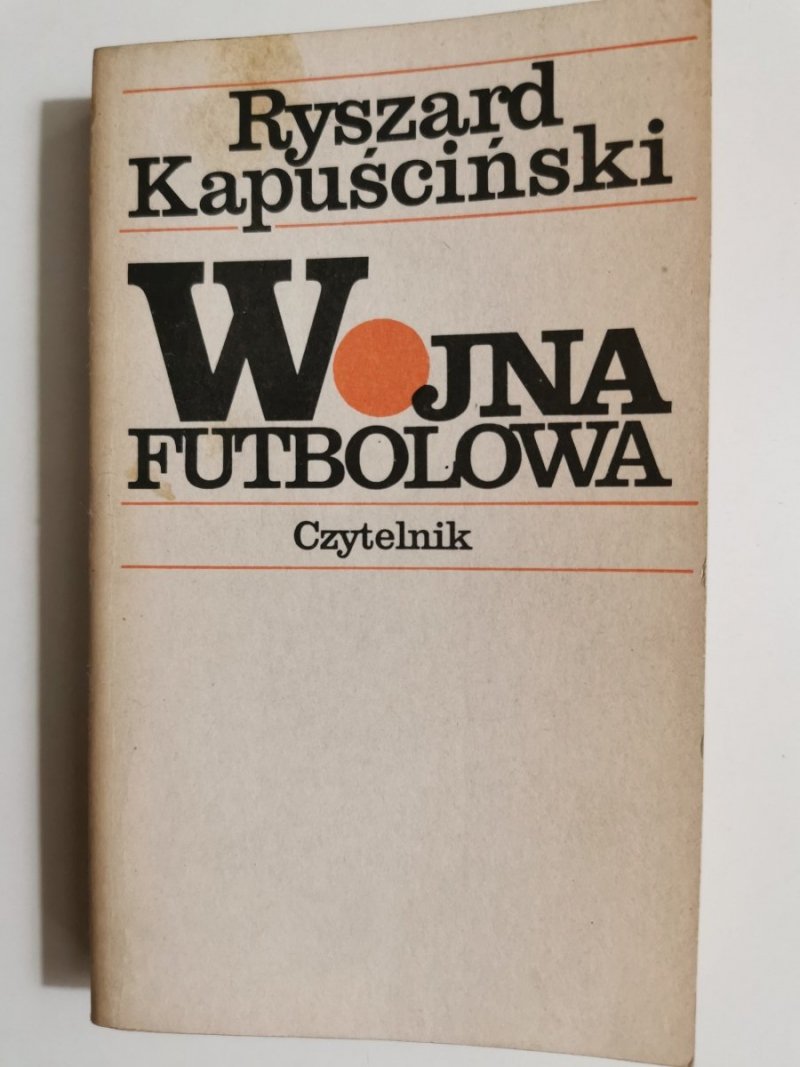 Ryszard
Kapuściński
WOJNA
FUTBOLOWA
Czytelnik